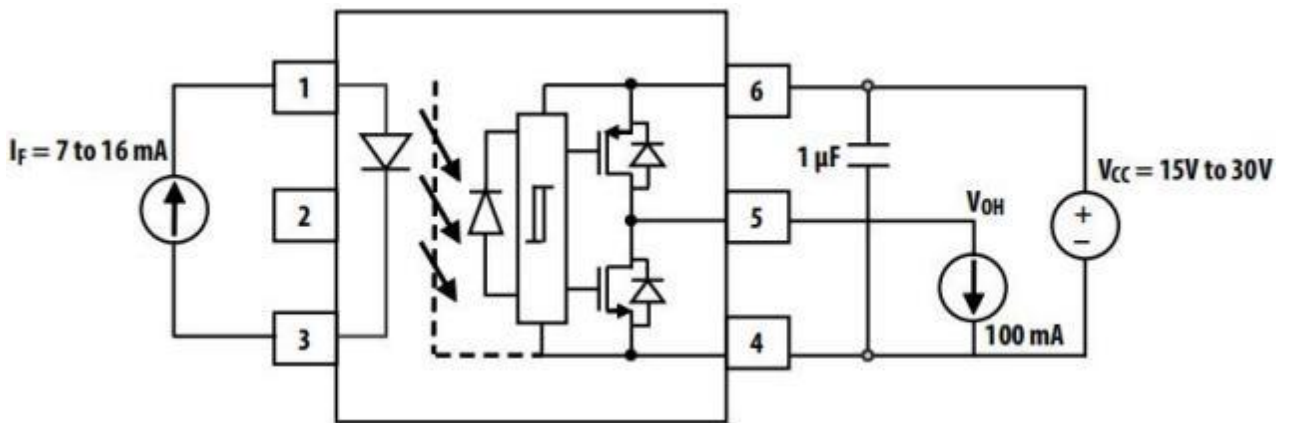 1
6
I_F = 7 to 16 mA
1 µF
V_CC = 15V to 30V
2
5
V_OH
+
−
3
4
100 mA